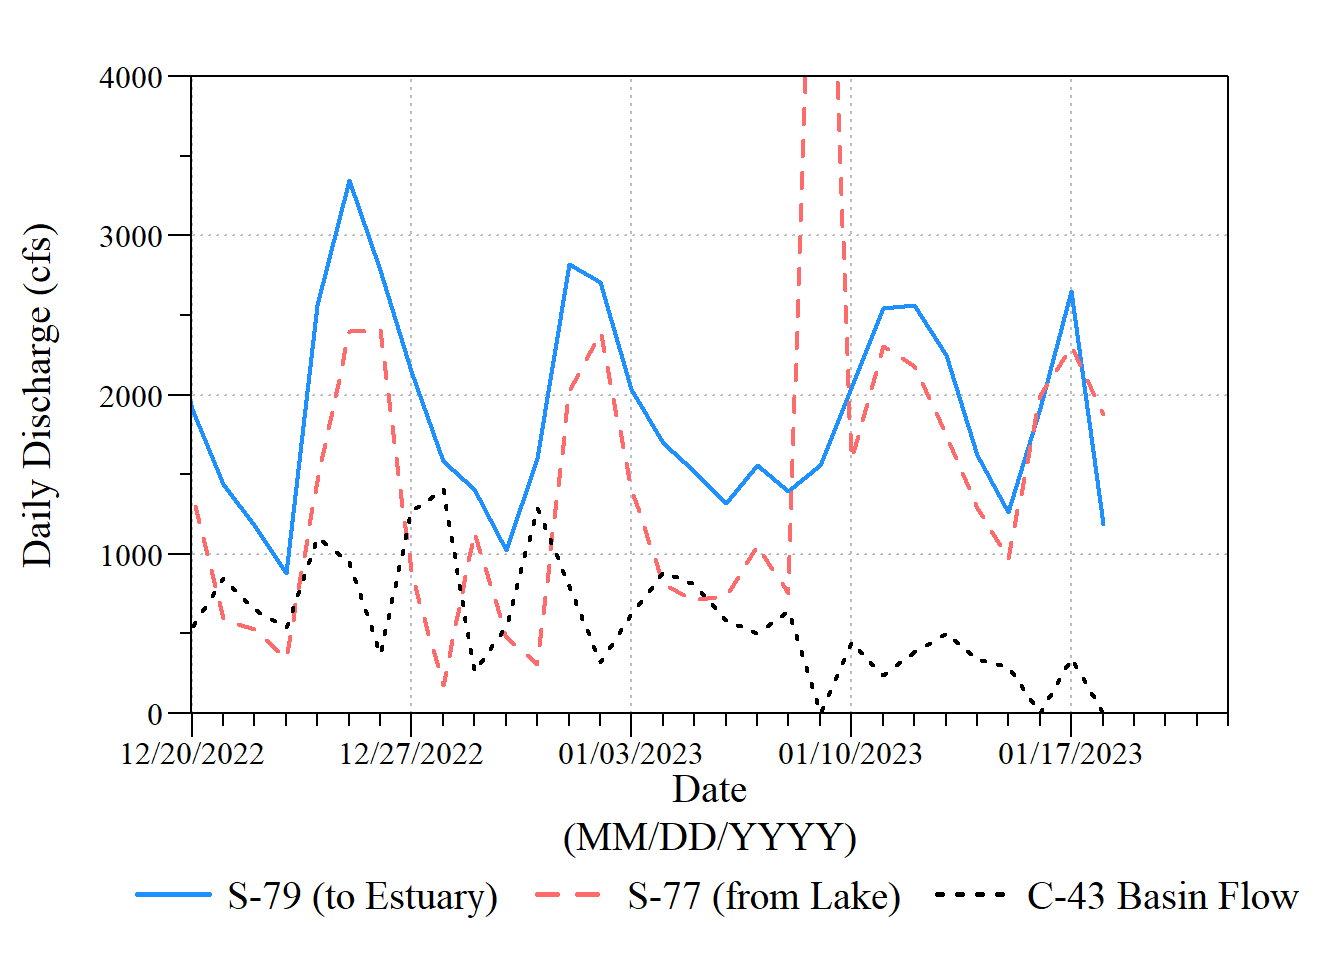 4000
3000
2000
1000
0
Daily Discharge (cfs)
12/20/2022 12/27/2022 01/03/2023 01/10/2023 01/17/2023
Date
(MM/DD/YYYY)
S-79 (to Estuary) S-77 (from Lake) C-43 Basin Flow